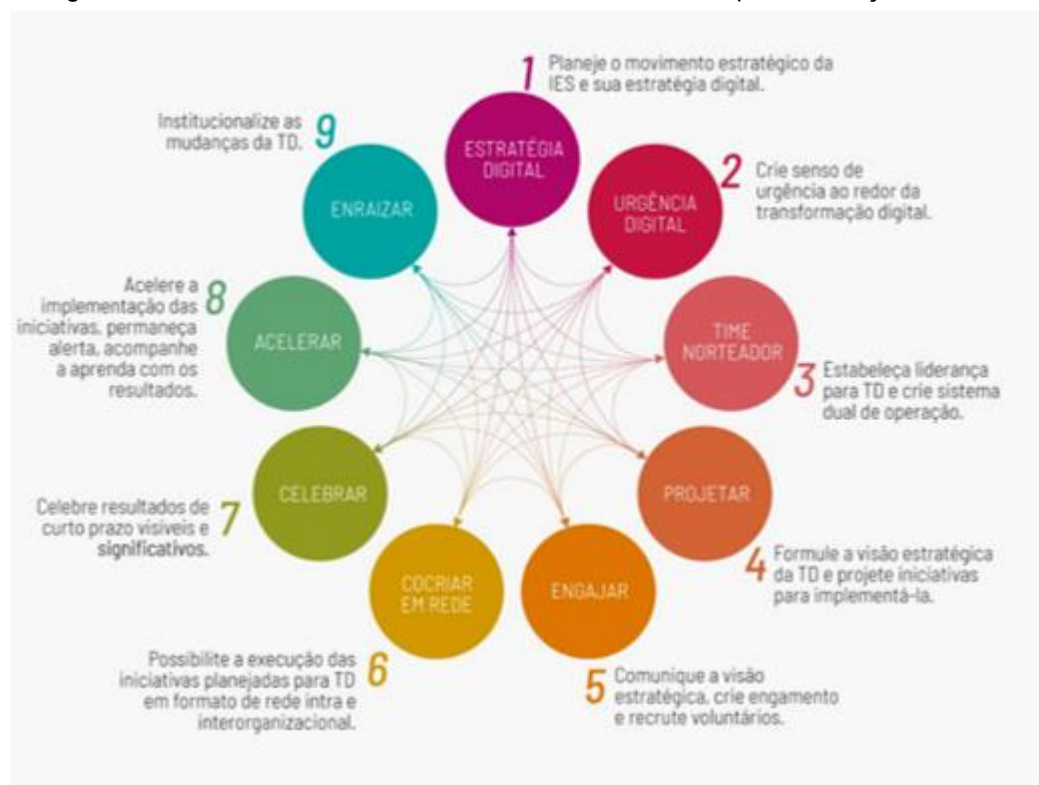 1
Planeje o movimento estratégico da
IES e sua estratégia digital.
ESTRATÉGIA
DIGITAL
2
Crie senso de
urgência ao redor da
transformação digital.
URGÊNCIA
DIGITAL
TIME
NORTEADOR
3
Estabeleça liderança
para TD e crie sistema
dual de operação.
PROJETAR
4
Formule a visão estratégica
da TD e projete iniciativas
para implementá-la.
ENGAJAR
5
Comunique a visão
estratégica, crie engamento
e recrute voluntários.
COCRIAR
EM REDE
6
Possibilite a execução das
iniciativas planejadas para TD
em formato de rede intra e
interorganizacional.
CELEBRAR
7
Celebre resultados de
curto prazo visíveis e
significativos.
ACELERAR
8
Acelere a
implementação das
iniciativas, permaneça
alerta, acompanhe
a aprenda com os
resultados.
ENRAIZAR
9
Institucionalize as
mudanças da TD.